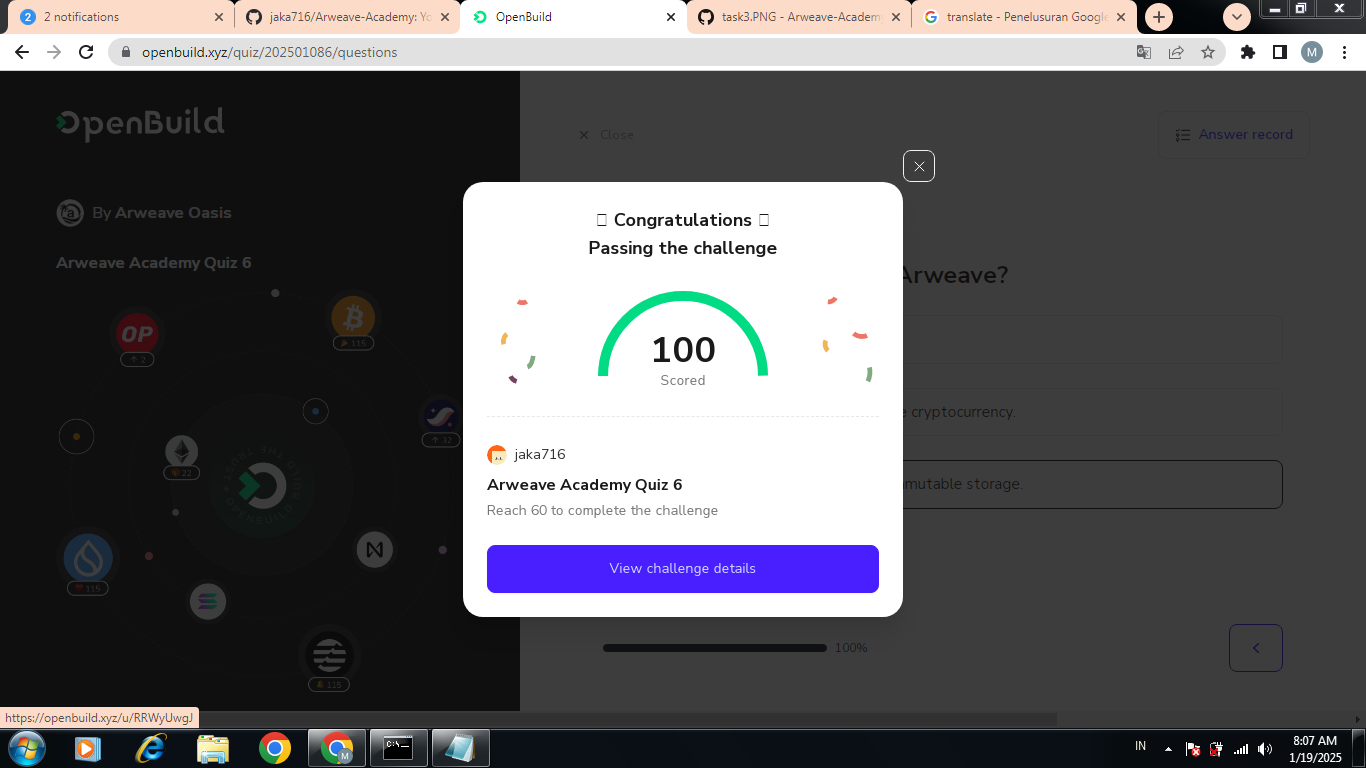 2 notifications
jaka716/Arweave-Academy: Yo
OpenBuild
task3.PNG - Arweave-Academy
translate - Penelusuran Google
openbuild.xyz/quiz/202501086/questions
M
OpenBuild
Close
Answer record
By Arweave Oasis
Arweave Academy Quiz 6
Congratulations
Passing the challenge
Arweave?
OP
2
115
100
Scored
cryptocurrency.
32
22
jaka716
Arweave Academy Quiz 6
Reach 60 to complete the challenge
mutable storage.
View challenge details
115
100%
115
https://openbuild.xyz/u/RRWyUwgJ
IN
8:07 AM
1/19/2025